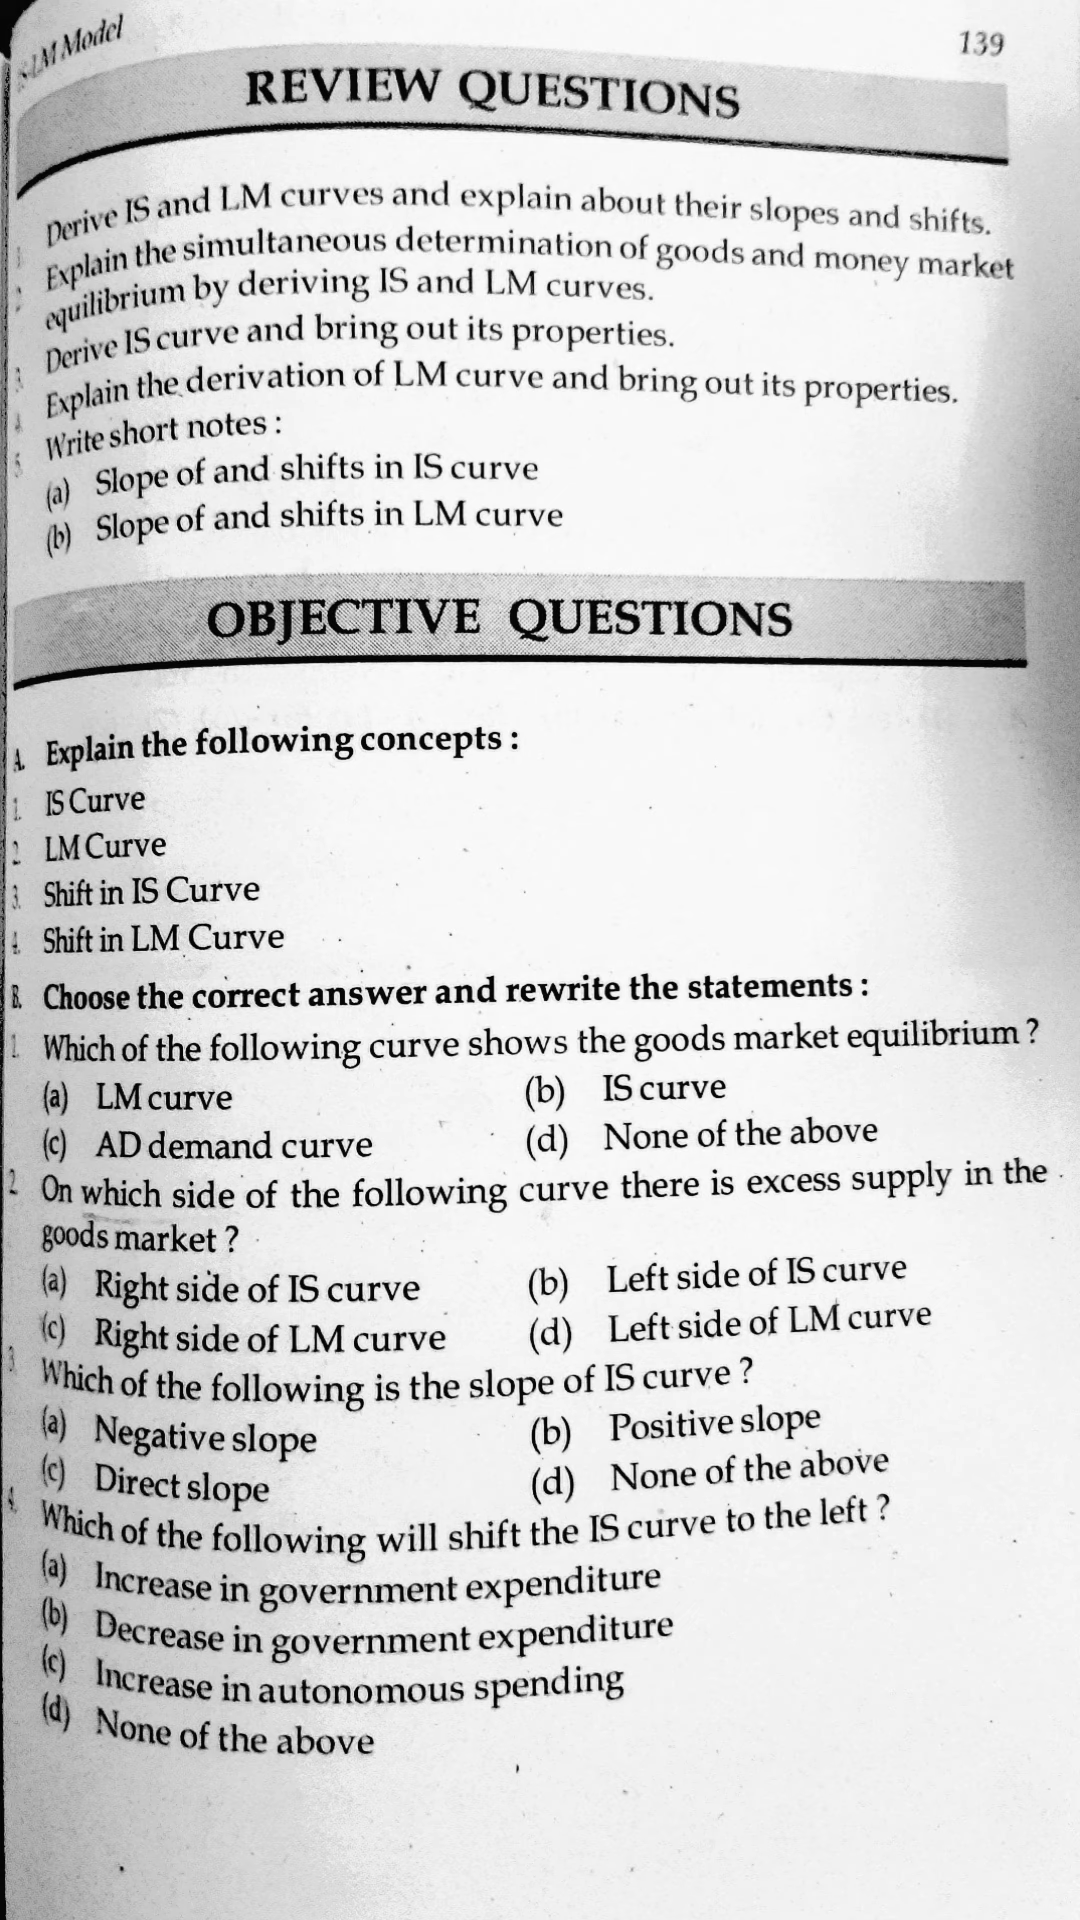 LM Model
139
REVIEW QUESTIONS
Derive IS and LM curves and explain about their slopes and shifts.
Explain the simultaneous determination of goods and money market
equilibrium by deriving IS and LM curves.
3. Derive IS curve and bring out its properties.
4. Explain the derivation of LM curve and bring out its properties.
5. Write short notes :
(a) Slope of and shifts in IS curve
(b) Slope of and shifts in LM curve
OBJECTIVE QUESTIONS
A. Explain the following concepts :
1. IS Curve
2. LM Curve
3. Shift in IS Curve
4. Shift in LM Curve
B. Choose the correct answer and rewrite the statements :
1. Which of the following curve shows the goods market equilibrium ?
(a) LM curve (b) IS curve
(c) AD demand curve (d) None of the above
2. On which side of the following curve there is excess supply in the
goods market ?
(a) Right side of IS curve (b) Left side of IS curve
(c) Right side of LM curve (d) Left side of LM curve
3. Which of the following is the slope of IS curve ?
(a) Negative slope (b) Positive slope
(c) Direct slope (d) None of the above
4. Which of the following will shift the IS curve to the left ?
(a) Increase in government expenditure
(b) Decrease in government expenditure
(c) Increase in autonomous spending
(d) None of the above